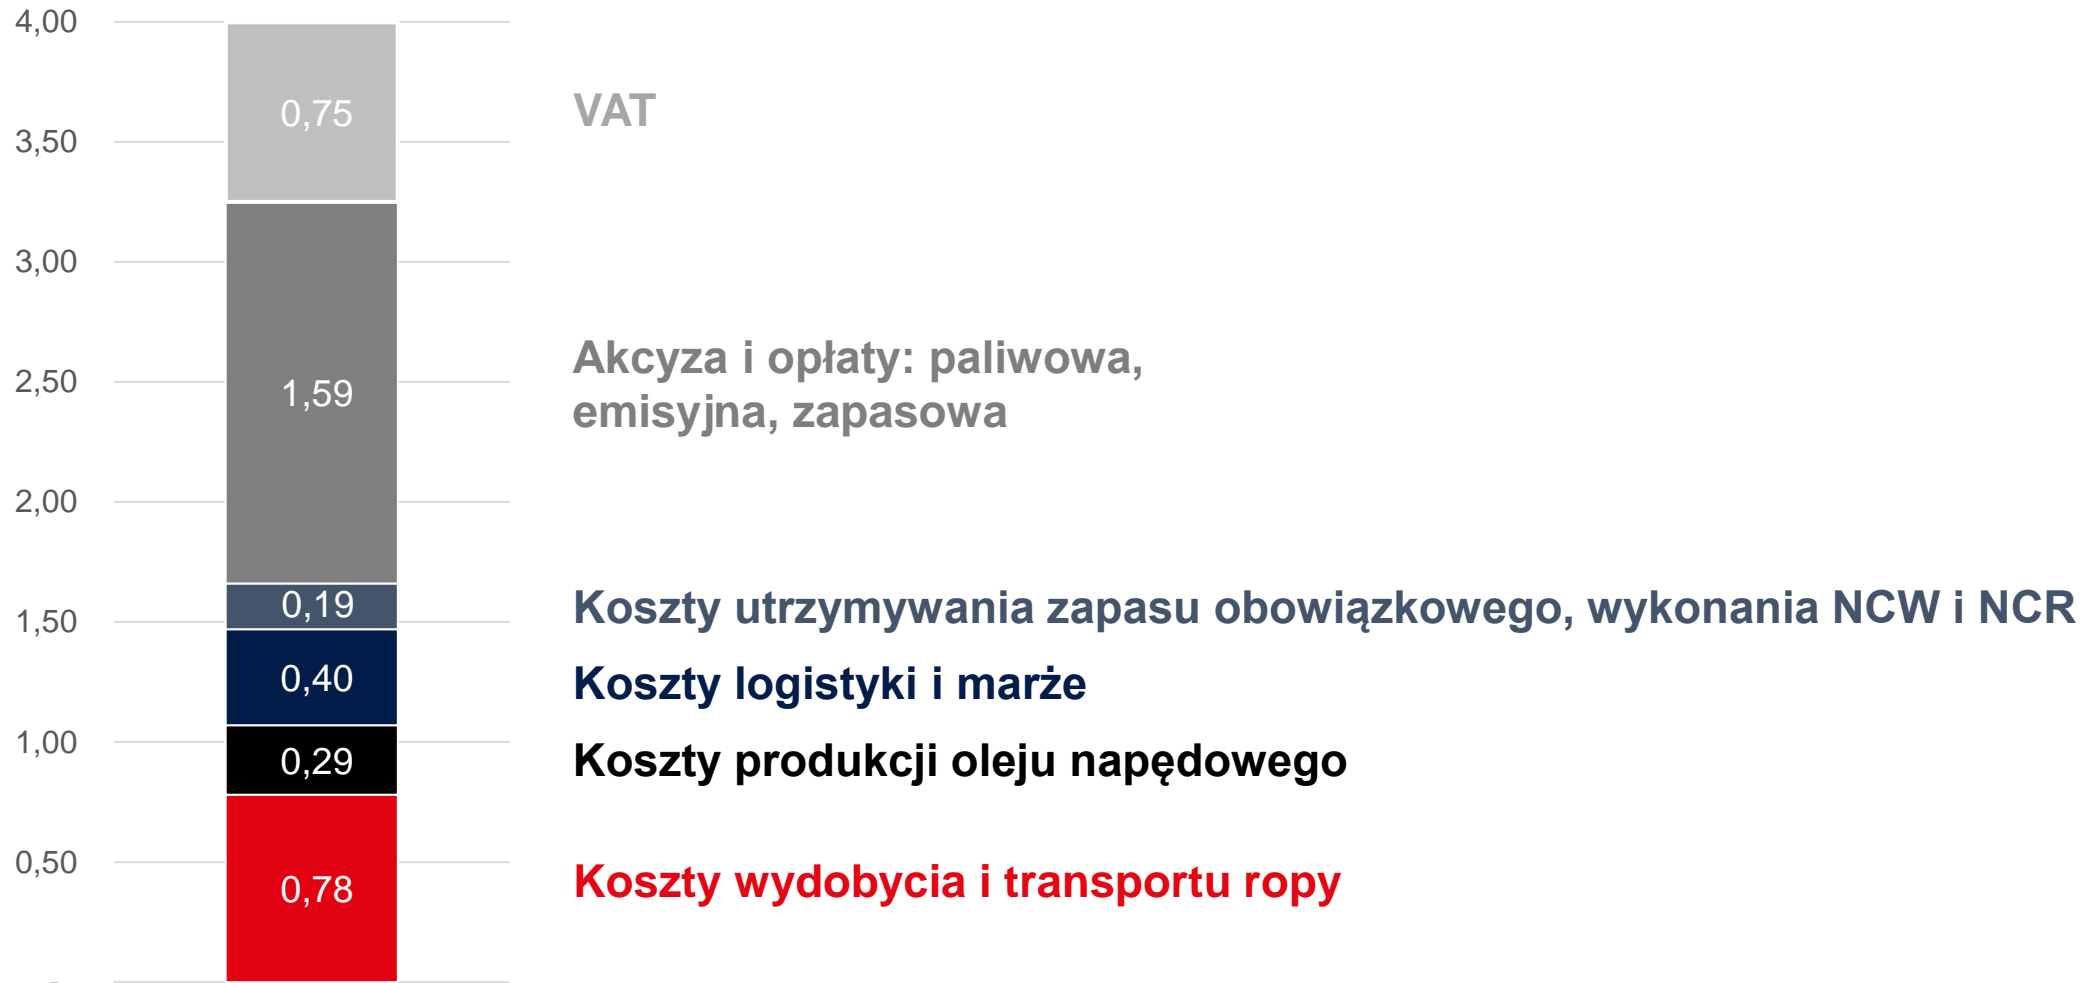 4,00
0,75
VAT
3,50
3,00
Akcyza i opłaty: paliwowa,
emisyjna, zapasowa
2,50
1,59
2,00
0,19
Koszty utrzymywania zapasu obowiązkowego, wykonania NCW i NCR
1,50
0,40
Koszty logistyki i marże
1,00
0,29
Koszty produkcji oleju napędowego
0,50
0,78
Koszty wydobycia i transportu ropy